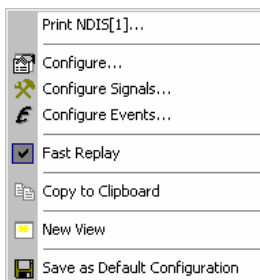 Print NDIS[1]...
Configure...
Configure Signals...
Configure Events...
Fast Replay
Copy to Clipboard
New View
Save as Default Configuration